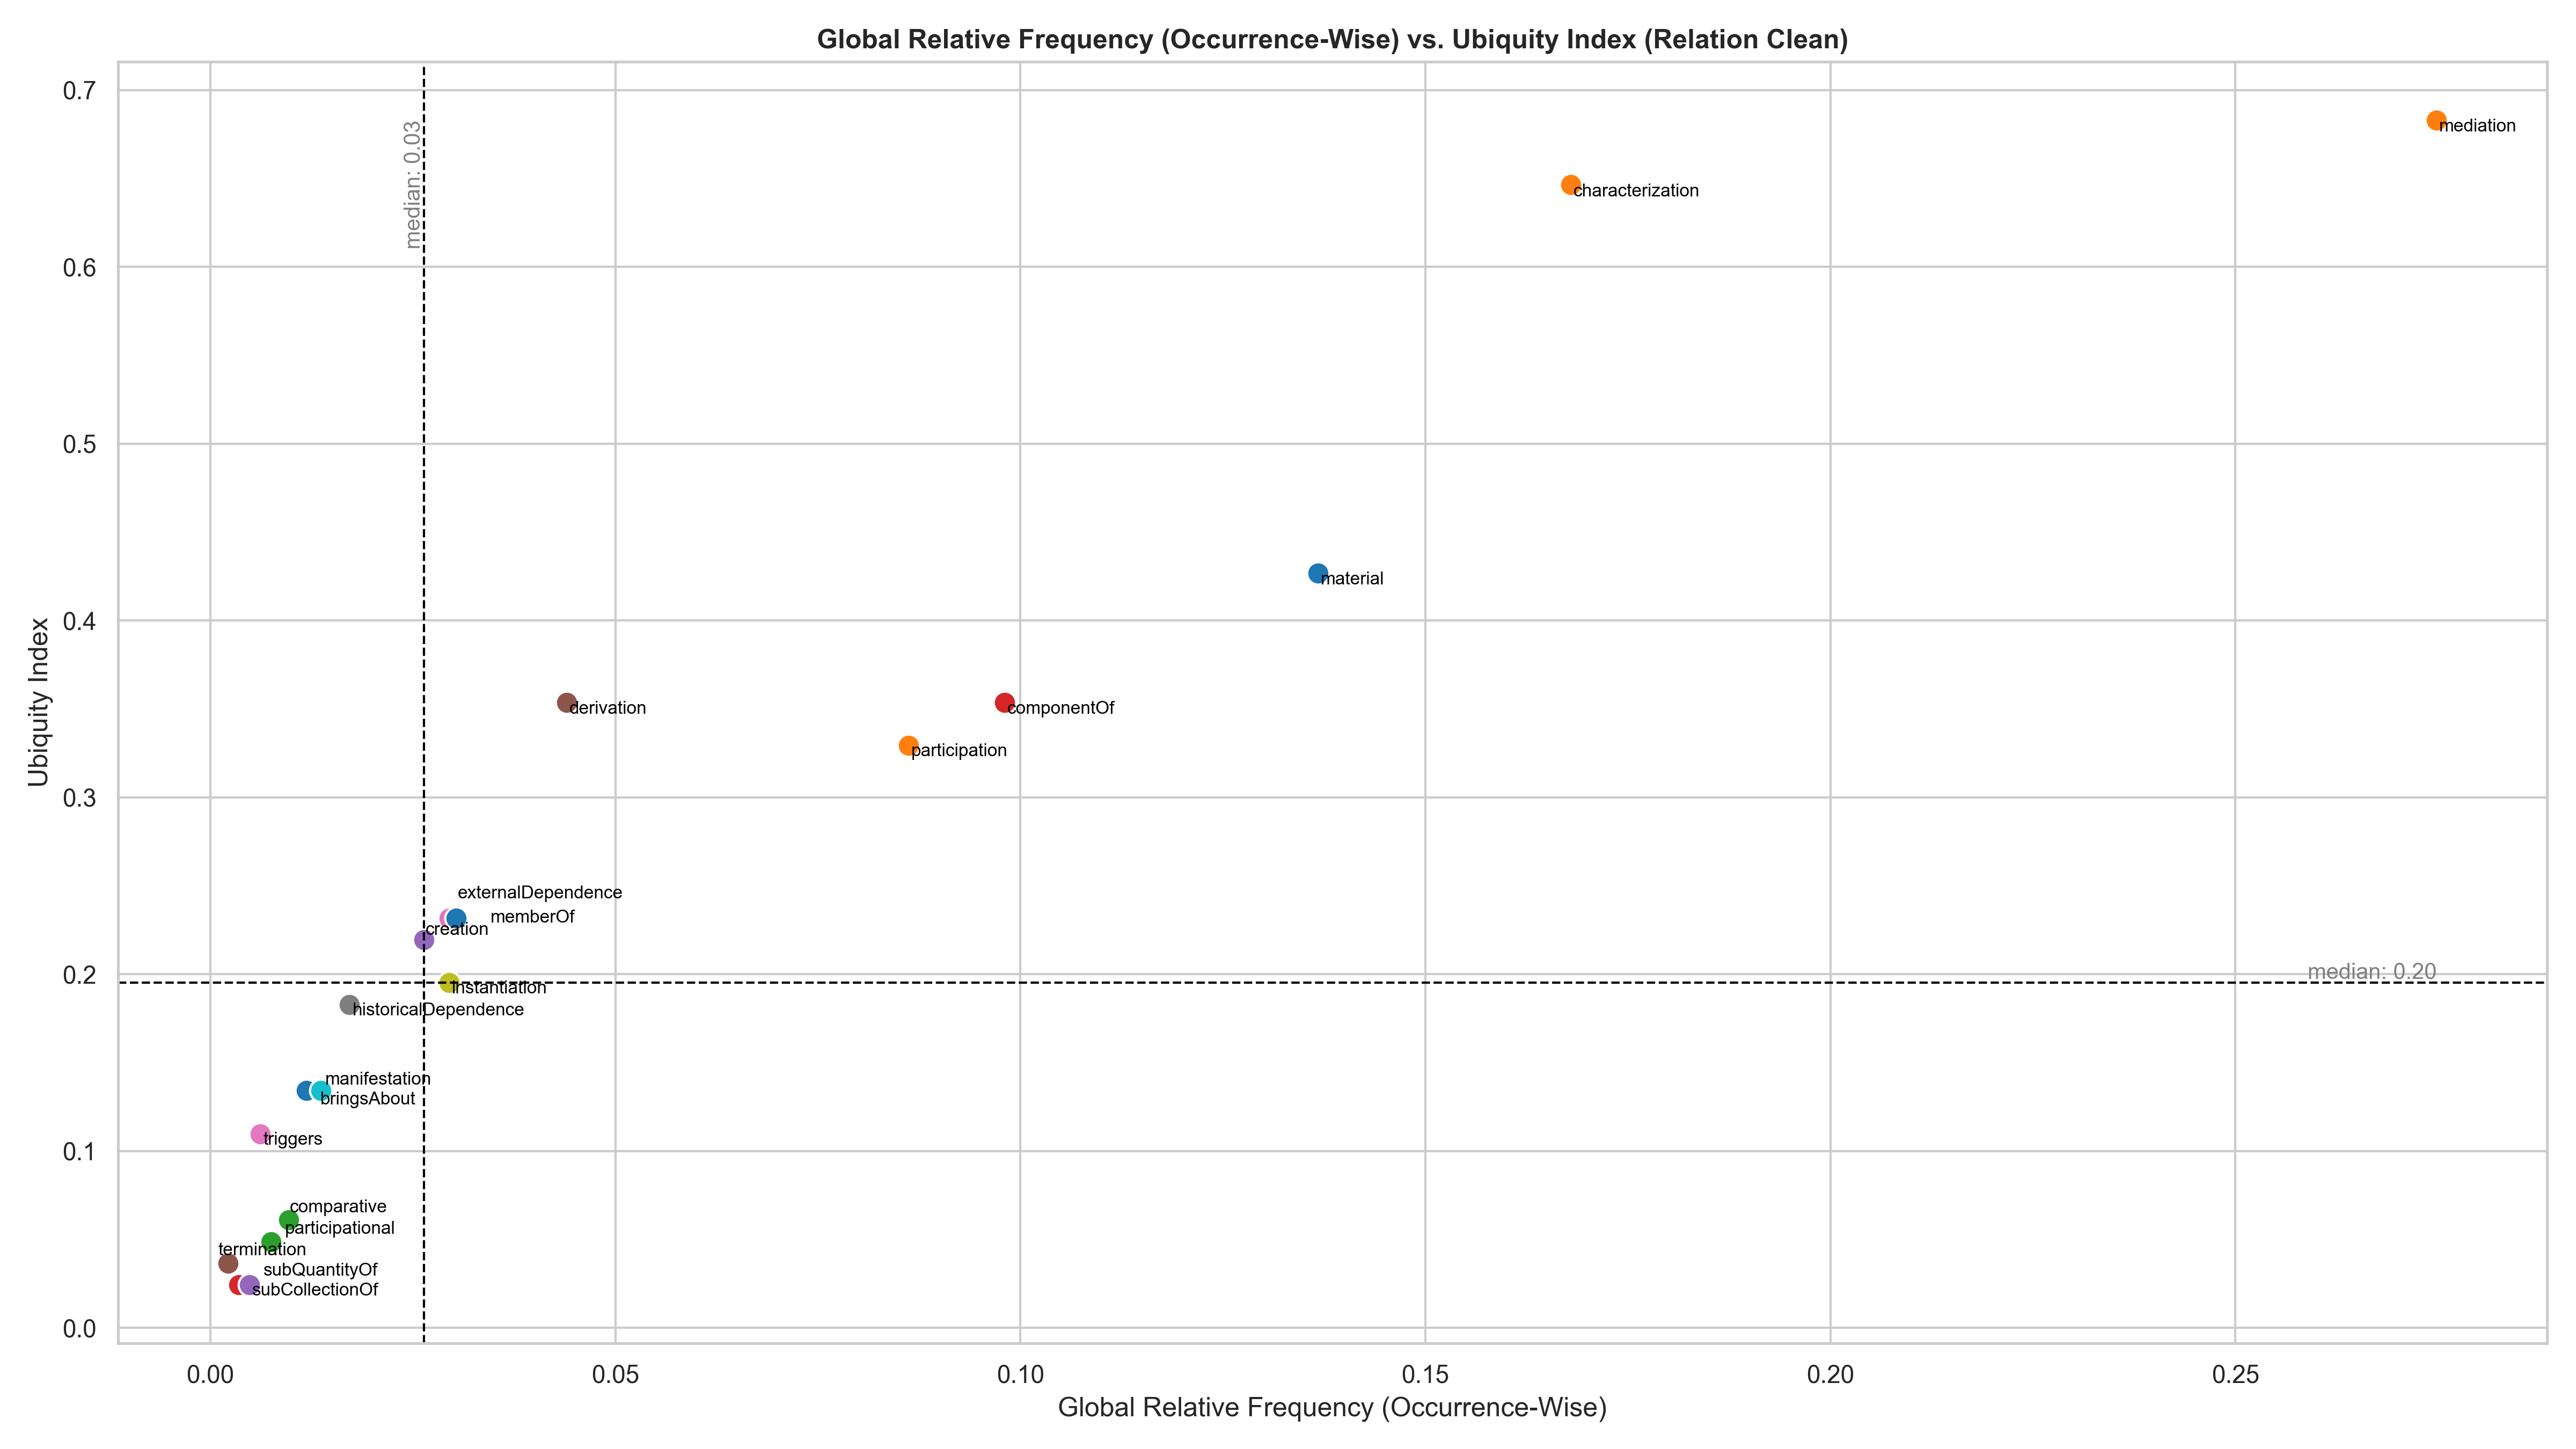 Global Relative Frequency (Occurrence-Wise) vs. Ubiquity Index (Relation Clean)
0.7
0.6
0.5
0.4
0.3
0.2
0.1
0.0
Ubiquity Index
median: 0.03
mediation
characterization
material
derivation
componentOf
participation
externalDependence
memberOf
creation
median: 0.20
instantiation
historicalDependence
manifestation
bringsAbout
triggers
comparative
participational
termination
subQuantityOf
subCollectionOf
0.00
0.05
0.10
0.15
0.20
0.25
Global Relative Frequency (Occurrence-Wise)